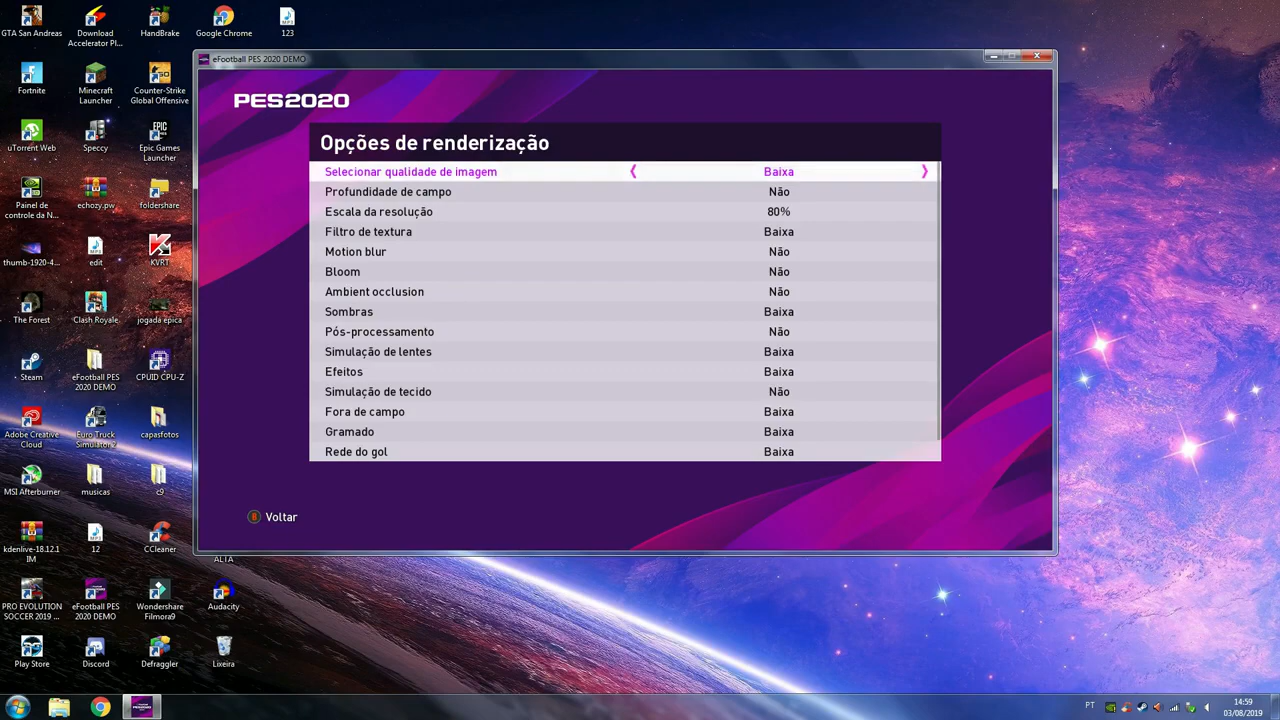 GTA San Andreas
Download
Accelerator Pl...
HandBrake
Google Chrome
123
Fortnite
Minecraft
Launcher
Counter-Strike
Global Offensive
uTorrent Web
Speccy
Epic Games
Launcher
Painel de
controle da N...
echozy.pw
foldershare
thumb-1920-4...
edit
KVRT
The Forest
Clash Royale
jogada epica
Steam
eFootball PES
2020 DEMO
CPUID CPU-Z
Adobe Creative
Cloud
Euro Truck
Simulator 2
capasfotos
MSI Afterburner
musicas
c9
kdenlive-18.12.1
IM
12
CCleaner
ALTA
PRO EVOLUTION
SOCCER 2019 ...
eFootball PES
2020 DEMO
Wondershare
Filmora9
Audacity
Play Store
Discord
Defraggler
Lixeira
eFootball PES 2020 DEMO
PES2020
Opções de renderização
Selecionar qualidade de imagem Baixa
Profundidade de campo Não
Escala da resolução 80%
Filtro de textura Baixa
Motion blur Não
Bloom Não
Ambient occlusion Não
Sombras Baixa
Pós-processamento Não
Simulação de lentes Baixa
Efeitos Baixa
Simulação de tecido Não
Fora de campo Baixa
Gramado Baixa
Rede do gol Baixa
B Voltar
PT
14:59
03/08/2019